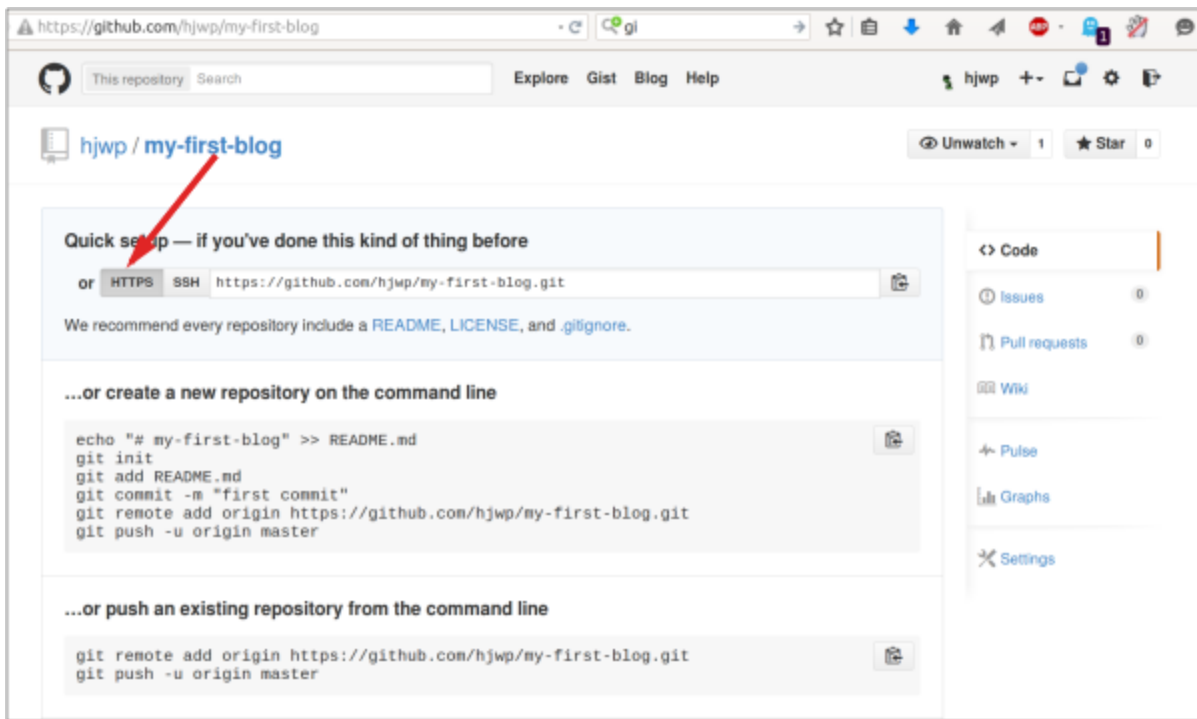 https://github.com/hjwp/my-first-blog gi ABP 1
This repository Search Explore Gist Blog Help hjwp
hjwp / my-first-blog Unwatch 1 Star 0
Quick setup — if you've done this kind of thing before
or HTTPS SSH https://github.com/hjwp/my-first-blog.git
We recommend every repository include a README, LICENSE, and .gitignore.
…or create a new repository on the command line
echo "# my-first-blog" >> README.md
git init
git add README.md
git commit -m "first commit"
git remote add origin https://github.com/hjwp/my-first-blog.git
git push -u origin master
…or push an existing repository from the command line
git remote add origin https://github.com/hjwp/my-first-blog.git
git push -u origin master
<> Code
Issues 0
Pull requests 0
Wiki
Pulse
Graphs
Settings